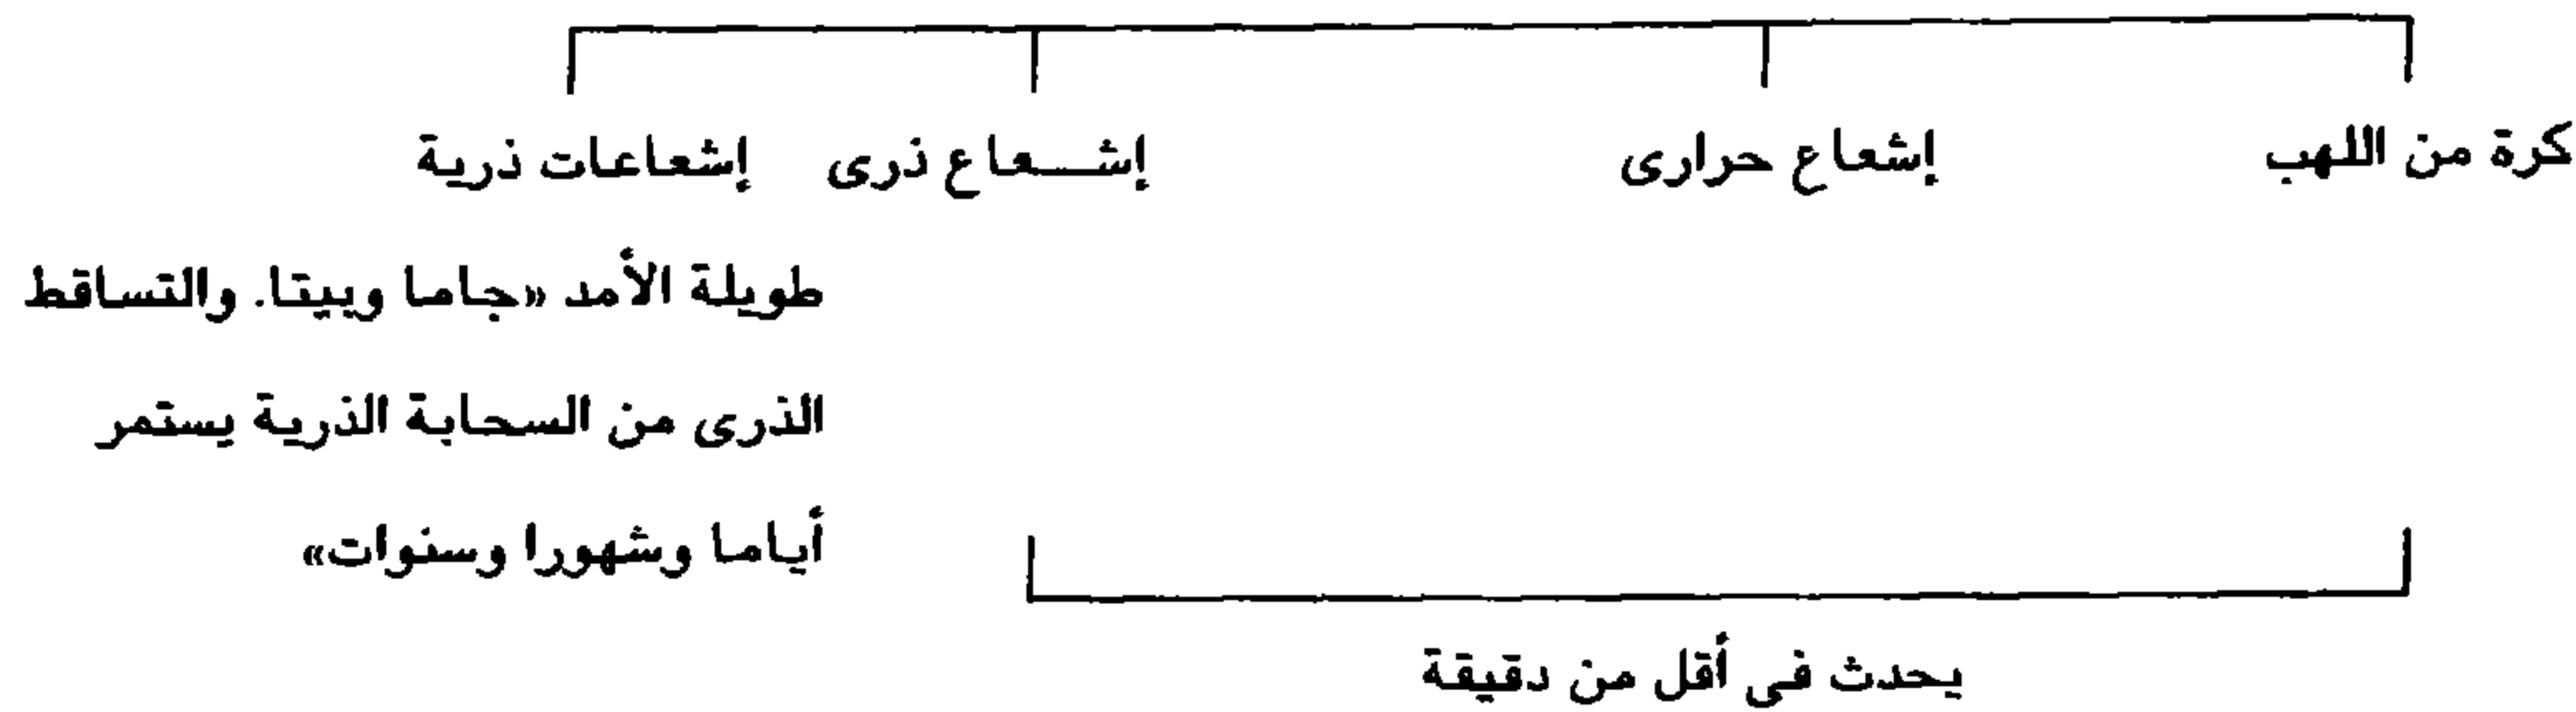 كرة من اللهب
إشعاع حرارى
إشعاع ذرى
إشعاعات ذرية
طويلة الأمد «جاما وبيتا. والتساقط
الذرى من السحابة الذرية يستمر
أياما وشهورا وسنوات»
يحدث فى أقل من دقيقة